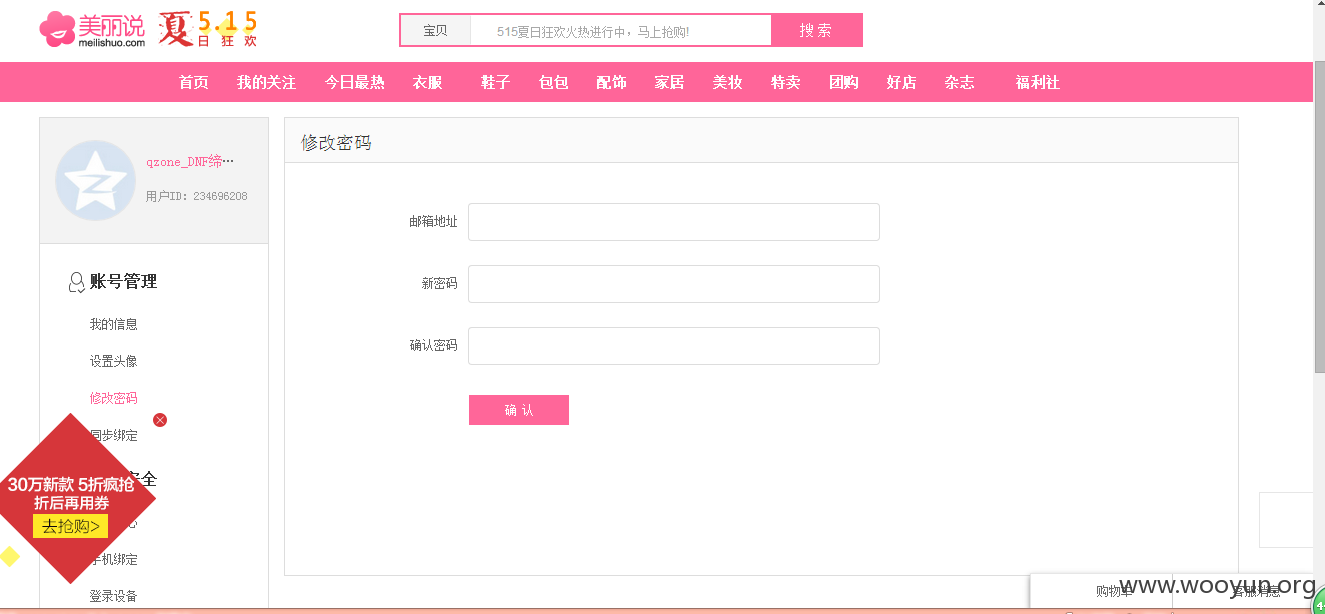 美丽说
meilishuo.com
夏 5.15
日 狂 欢
宝贝
515夏日狂欢火热进行中，马上抢购!
搜 索
首页 我的关注 今日最热 衣服 鞋子 包包 配饰 家居 美妆 特卖 团购 好店 杂志 福利社
qzone_DNF缔…
用户ID: 234696208
账号管理
我的信息
设置头像
修改密码
同步绑定
安全
手机绑定
登录设备
30万新款 5折疯抢
折后再用券
去抢购>
修改密码
邮箱地址
新密码
确认密码
确 认
购物车
客服消息
www.wooyun.org